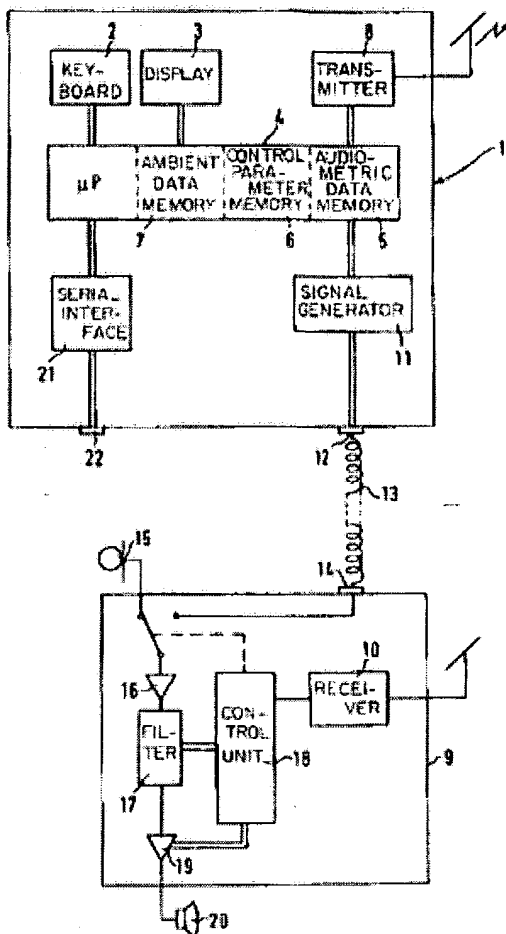 2
3
8
KEY-
BOARD
DISPLAY
TRANS-
MITTER
4
1
μP
AMBIENT
DATA
MEMORY
7
CONTROL
PARA-
METER
MEMORY
6
AUDIO-
METRIC
DATA
MEMORY
5
SERIAL
INTER-
FACE
21
SIGNAL
GENERATOR
11
22
12
13
15
14
16
10
RECEI-
VER
FIL-
TER
17
CON-
TROL
UNIT
18
9
19
20